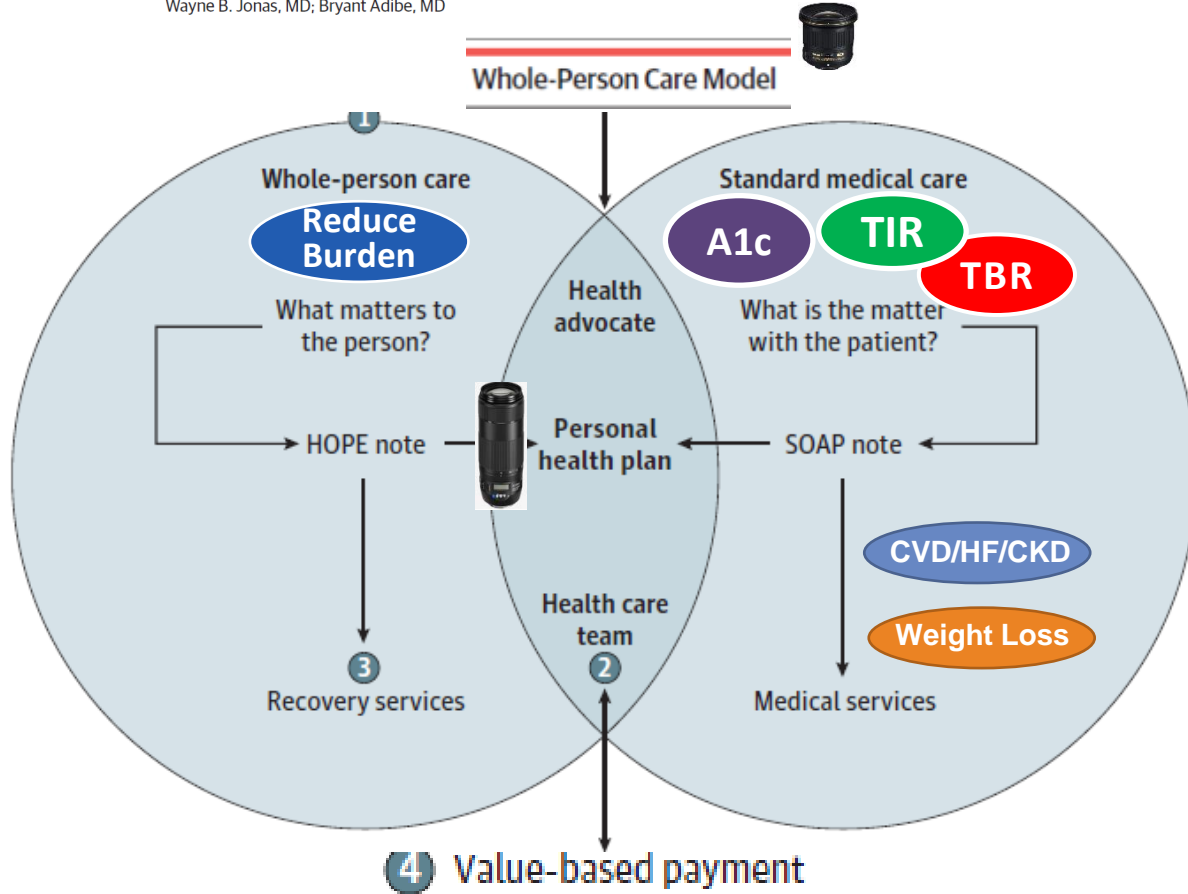 Wayne B. Jonas, MD; Bryant Adibe, MD
Whole-Person Care Model
1
Whole-person care
Reduce
Burden
What matters to
the person?
HOPE note
3
Recovery services
Health
advocate
Personal
health plan
Health care
team
2
Standard medical care
A1c
TIR
TBR
What is the matter
with the patient?
SOAP note
CVD/HF/CKD
Weight Loss
Medical services
4 Value-based payment